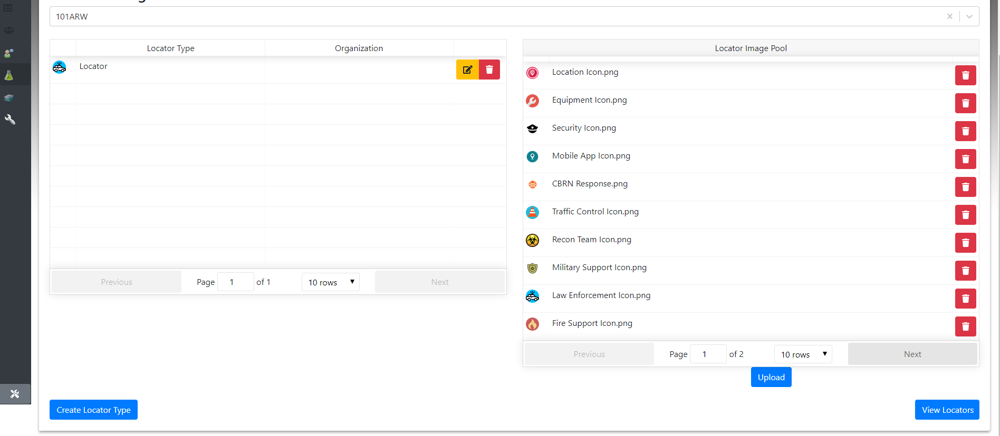 101ARW
Locator Type Organization
Locator
Previous Page 1 of 1 10 rows Next
Locator Image Pool
Location Icon.png
Equipment Icon.png
Security Icon.png
Mobile App Icon.png
CBRN Response.png
Traffic Control Icon.png
Recon Team Icon.png
Military Support Icon.png
Law Enforcement Icon.png
Fire Support Icon.png
Previous Page 1 of 2 10 rows Next
Upload
Create Locator Type View Locators